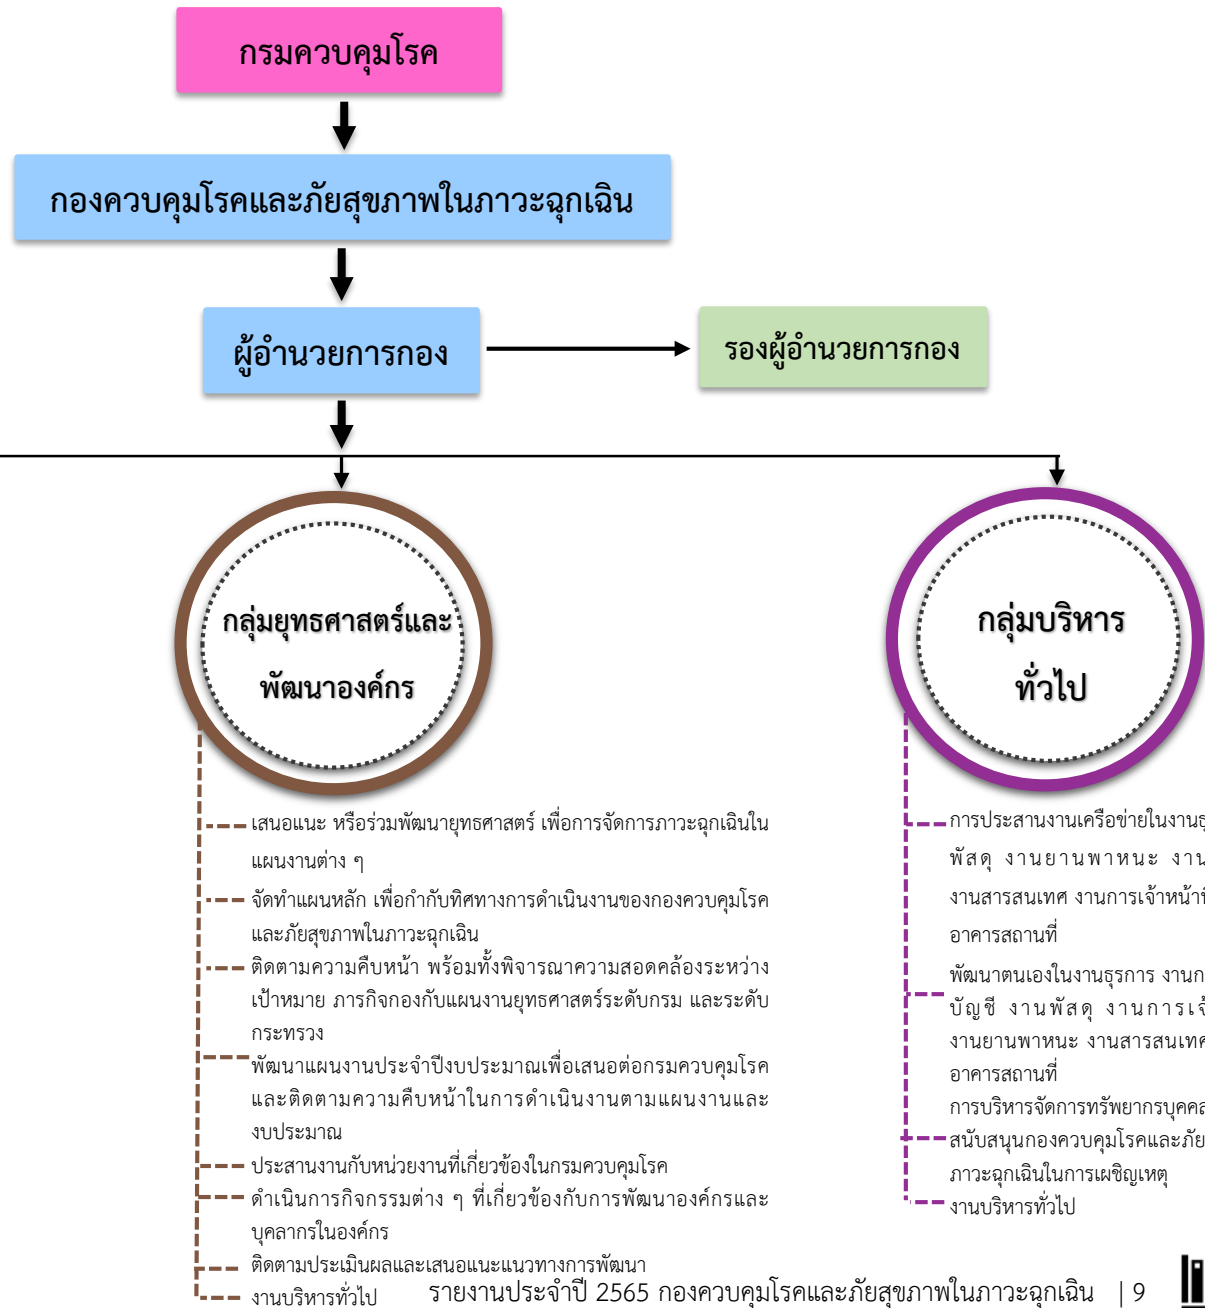 กรมควบคุมโรค
กองควบคุมโรคและภัยสุขภาพในภาวะฉุกเฉิน
ผู้อำนวยการกอง
รองผู้อำนวยการกอง
กลุ่มยุทธศาสตร์และ
พัฒนาองค์กร
เสนอแนะ หรือร่วมพัฒนายุทธศาสตร์ เพื่อการจัดการภาวะฉุกเฉินใน
แผนงานต่าง ๆ
จัดทำแผนหลัก เพื่อกำกับทิศทางการดำเนินงานของกองควบคุมโรค
และภัยสุขภาพในภาวะฉุกเฉิน
ติดตามความคืบหน้า พร้อมทั้งพิจารณาความสอดคล้องระหว่าง
เป้าหมาย ภารกิจกองกับแผนงานยุทธศาสตร์ระดับกรม และระดับ
กระทรวง
พัฒนาแผนงานประจำปีงบประมาณเพื่อเสนอต่อกรมควบคุมโรค
และติดตามความคืบหน้าในการดำเนินงานตามแผนงานและ
งบประมาณ
ประสานงานกับหน่วยงานที่เกี่ยวข้องในกรมควบคุมโรค
ดำเนินการกิจกรรมต่าง ๆ ที่เกี่ยวข้องกับการพัฒนาองค์กรและ
บุคลากรในองค์กร
ติดตามประเมินผลและเสนอแนะแนวทางการพัฒนา
งานบริหารทั่วไป
กลุ่มบริหาร
ทั่วไป
การประสานงานเครือข่ายในงาน
พัสดุ งานยานพาหนะ งาน
งานสารสนเทศ งานการเจ้าหน้าที่
อาคารสถานที่
พัฒนาตนเองในงานธุรการ งาน
บัญชี งานพัสดุ งานการ
งานยานพาหนะ งานสารสนเทศ
อาคารสถานที่
การบริหารจัดการทรัพยากรบุคคล
สนับสนุนกองควบคุมโรคและภัย
ภาวะฉุกเฉินในการเผชิญเหตุ
งานบริหารทั่วไป
รายงานประจำปี 2565 กองควบคุมโรคและภัยสุขภาพในภาวะฉุกเฉิน | 9